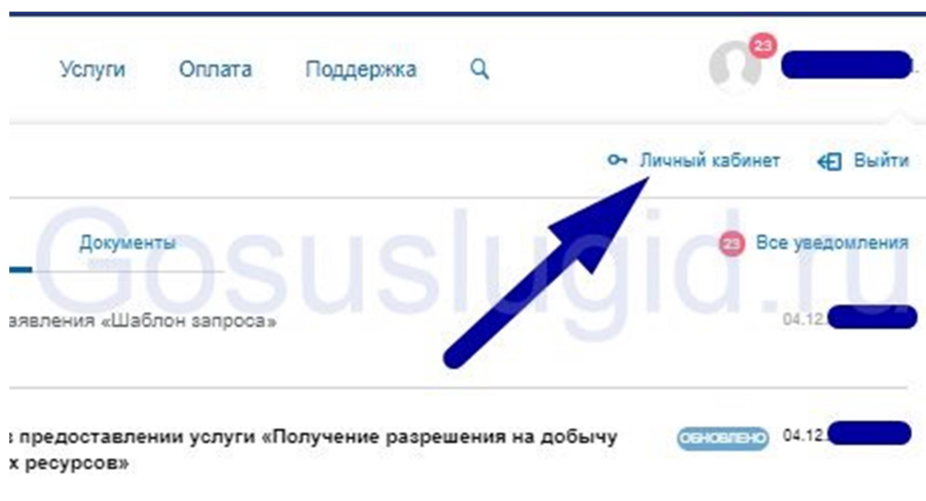 Услуги Оплата Поддержка 23
Личный кабинет Выйти
Документы 23 Все уведомления
Gosuslugid.ru
аявления «Шаблон запроса» 04.12.
предоставлении услуги «Получение разрешения на добычу ОБНОВЛЕНО 04.12.
х ресурсов»